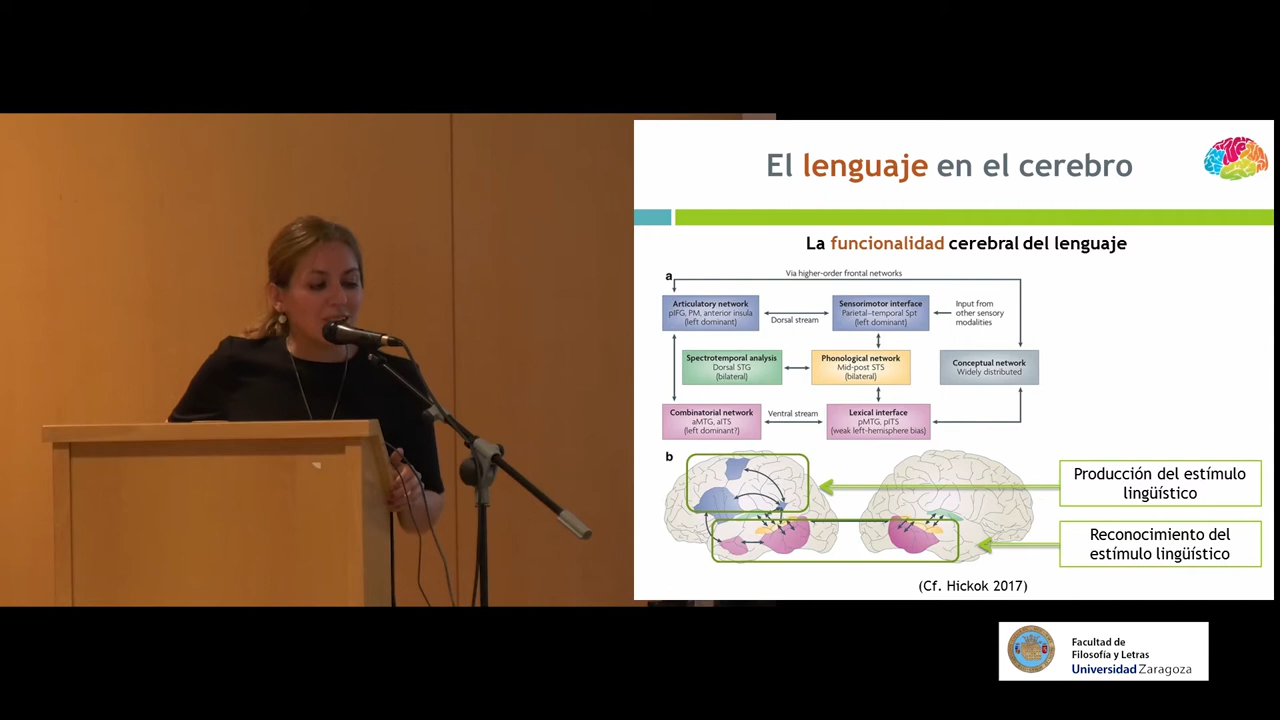 El lenguaje en el cerebro
La funcionalidad cerebral del lenguaje
a
Via higher-order frontal networks
Articulatory network
pIFG, PM, anterior insula
(left dominant)
Dorsal stream
Sensorimotor interface
Parietal–temporal Spt
(left dominant)
Input from
other sensory
modalities
Spectrotemporal analysis
Dorsal STG
(bilateral)
Phonological network
Mid-post STS
(bilateral)
Conceptual network
Widely distributed
Combinatorial network
aMTG, aITS
(left dominant?)
Ventral stream
Lexical interface
pMTG, pITS
(weak left-hemisphere bias)
b
Producción del estímulo
lingüístico
Reconocimiento del
estímulo lingüístico
(Cf. Hickok 2017)
Facultad de
Filosofía y Letras
Universidad Zaragoza